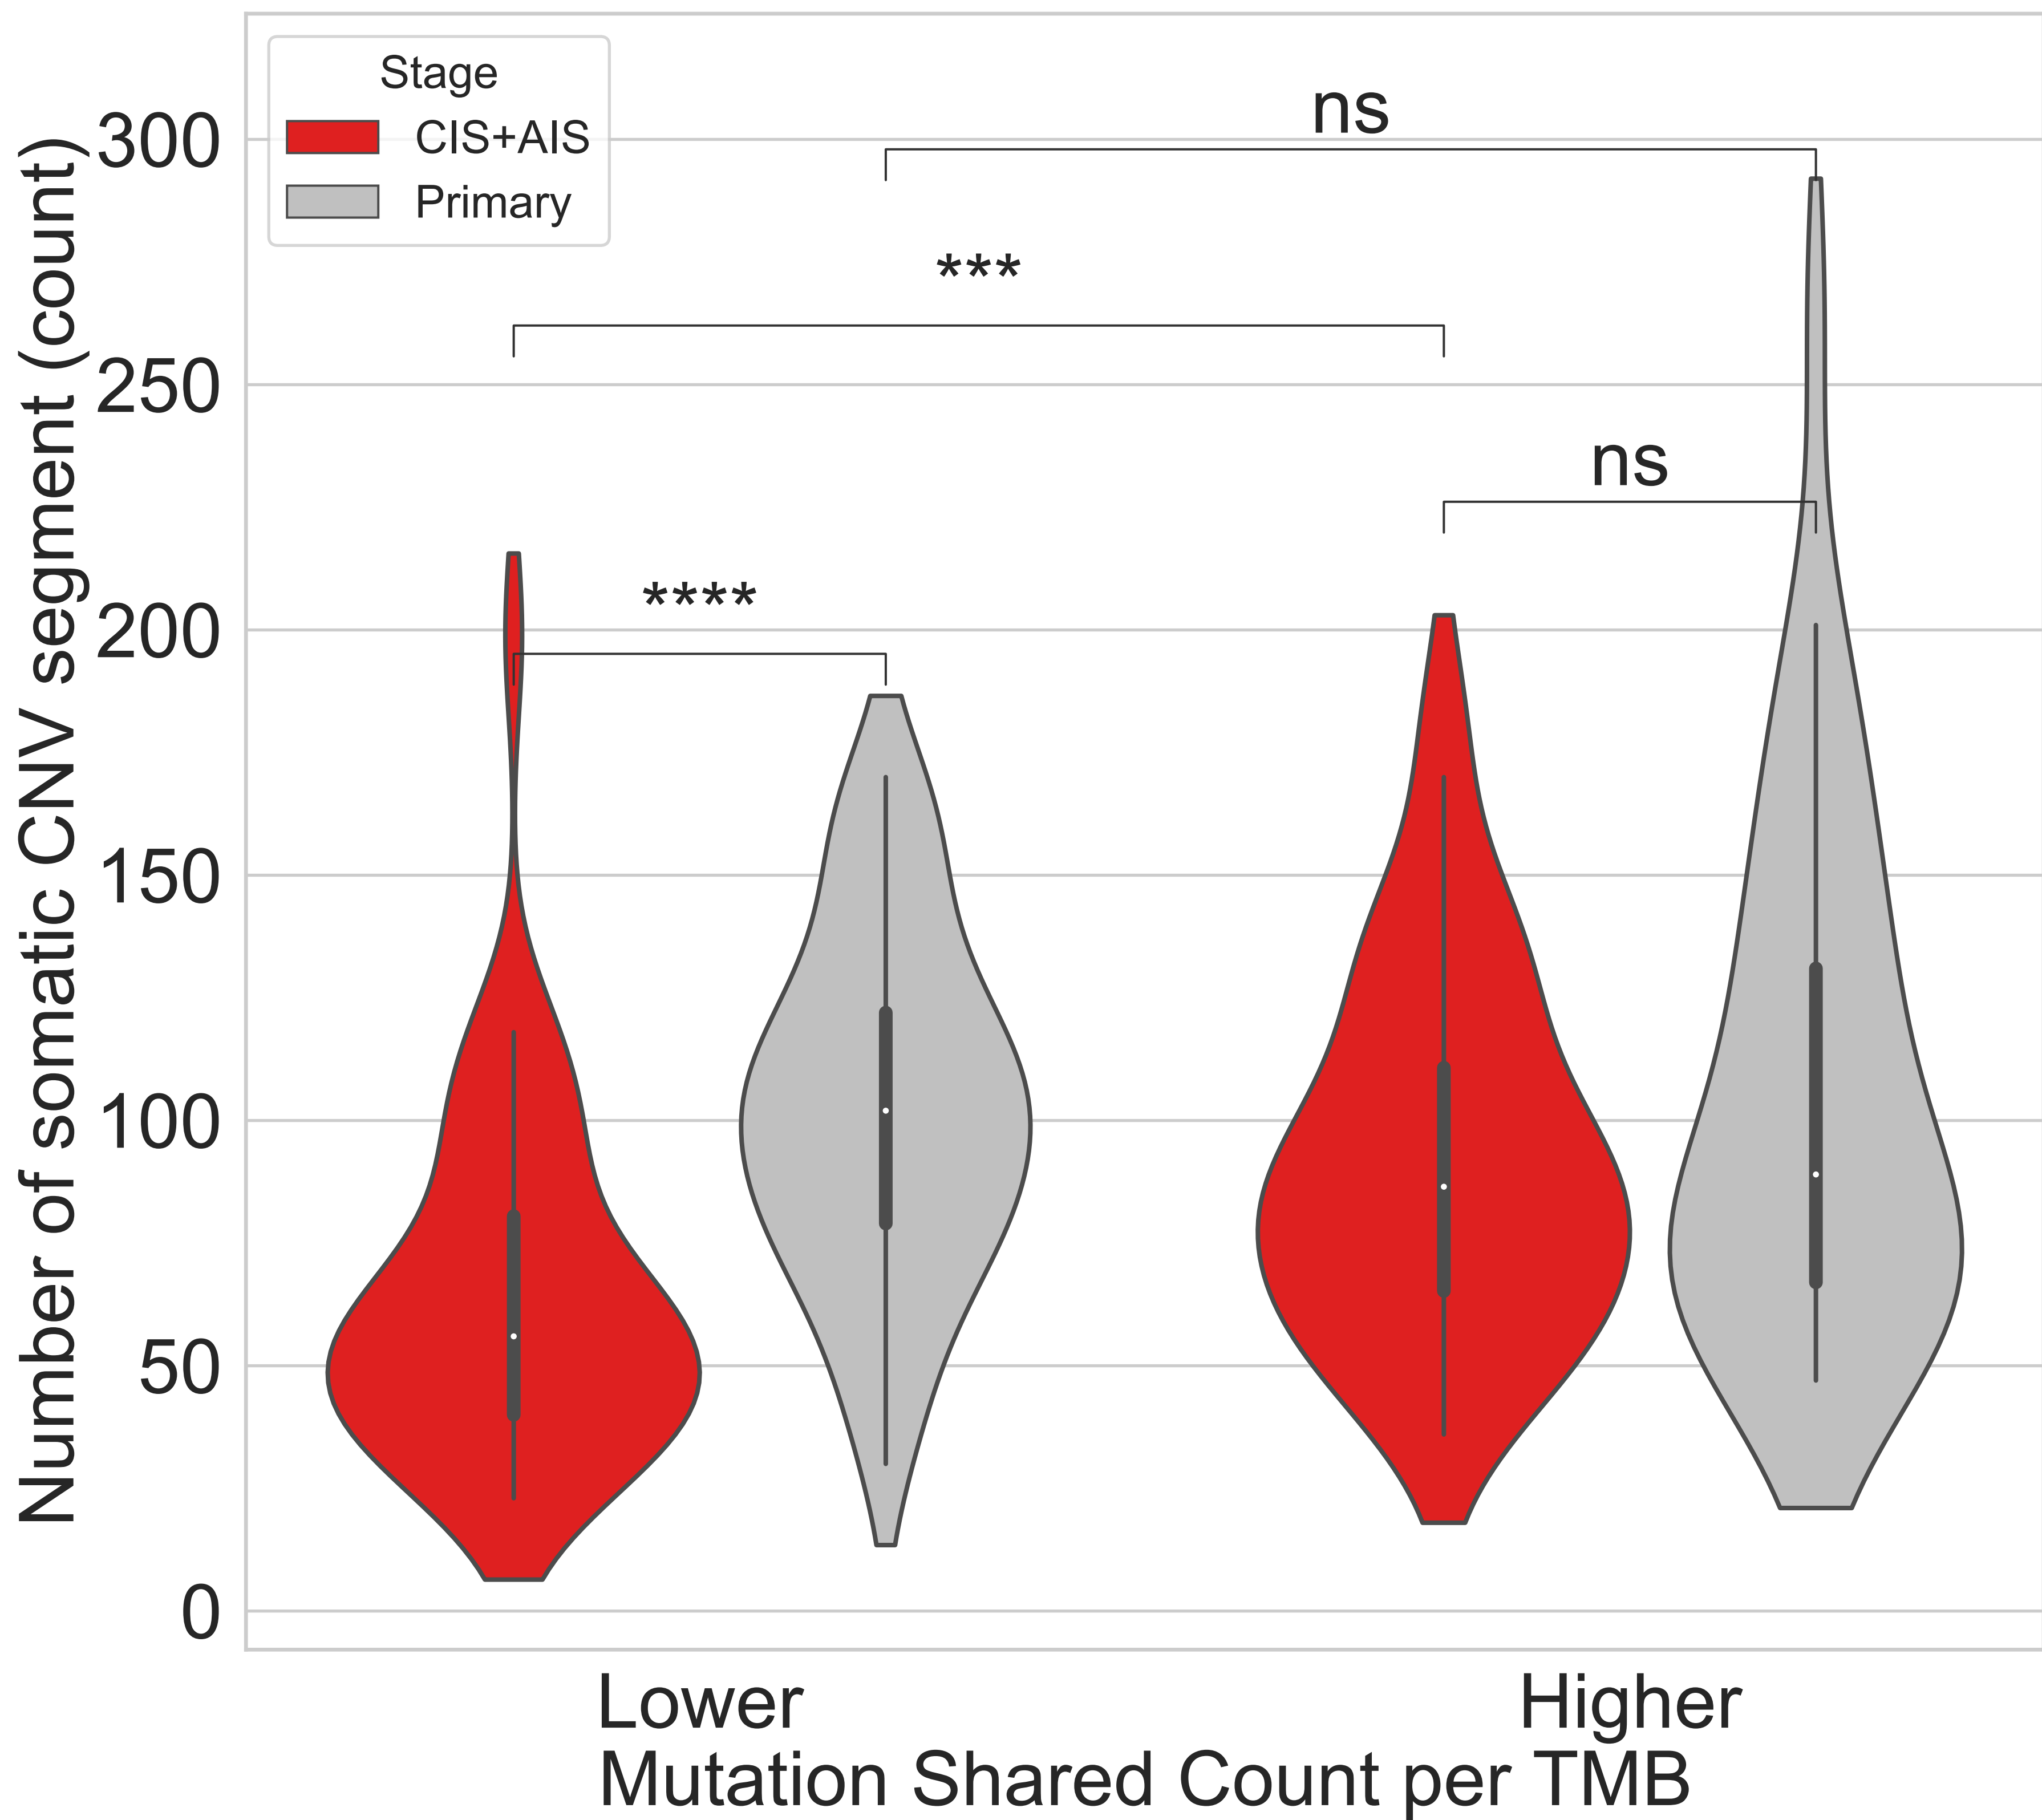 Stage
CIS+AIS
Primary
ns
***
ns
****
Number of somatic CNV segment (count)
300
250
200
150
100
50
0
Lower
Higher
Mutation Shared Count per TMB